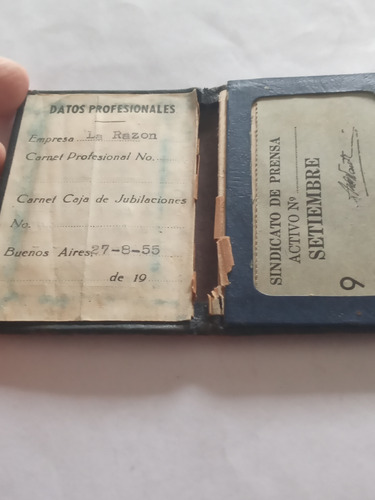 DATOS PROFESIONALES
Empresa La Razon
Carnet Profesional No.
Carnet Caja de Jubilaciones
No.
Buenos Aires, 27-8-55
de 19
SINDICATO DE PRENSA
ACTIVO Nº
SETIEMBRE
9